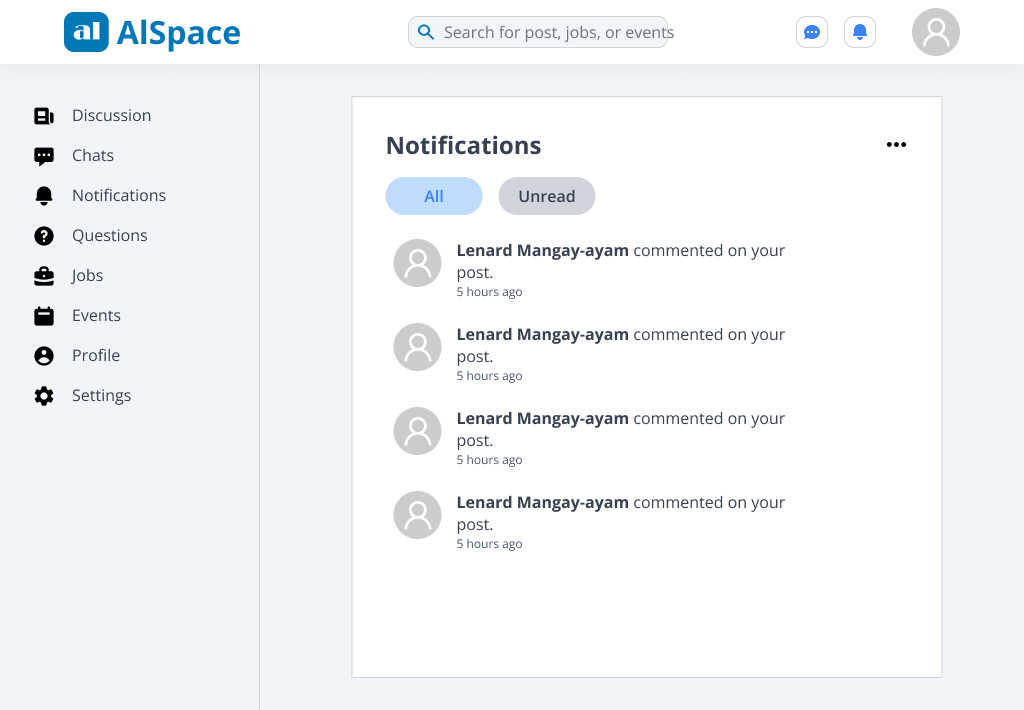 al AlSpace
Search for post, jobs, or events
Discussion
Chats
Notifications
Questions
Jobs
Events
Profile
Settings
Notifications
All
Unread
Lenard Mangay-ayam commented on your
post.
5 hours ago
Lenard Mangay-ayam commented on your
post.
5 hours ago
Lenard Mangay-ayam commented on your
post.
5 hours ago
Lenard Mangay-ayam commented on your
post.
5 hours ago